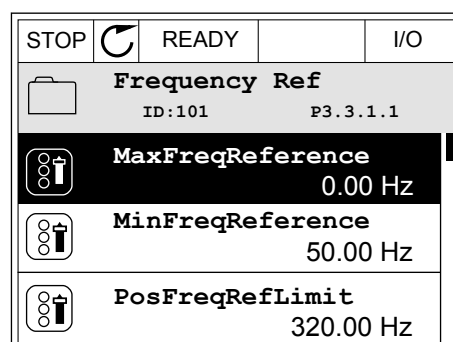 STOP READY I/O
Frequency Ref
ID:101 P3.3.1.1
MaxFreqReference
0.00 Hz
MinFreqReference
50.00 Hz
PosFreqRefLimit
320.00 Hz